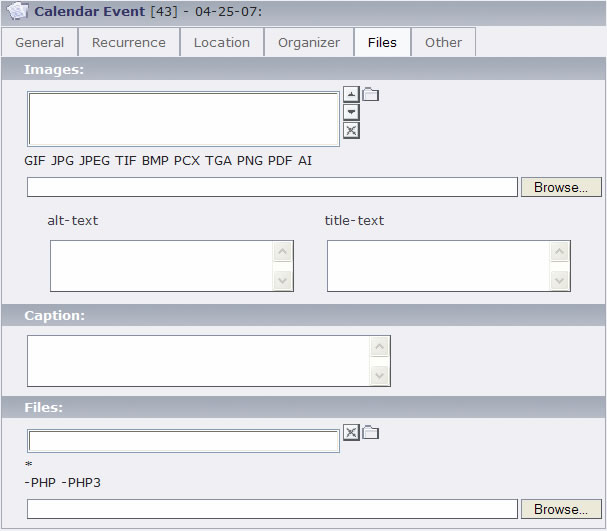 Calendar Event [43] - 04-25-07:
General Recurrence Location Organizer Files Other
Images:
GIF JPG JPEG TIF BMP PCX TGA PNG PDF AI
Browse...
alt-text title-text
Caption:
Files:
*
-PHP -PHP3
Browse...